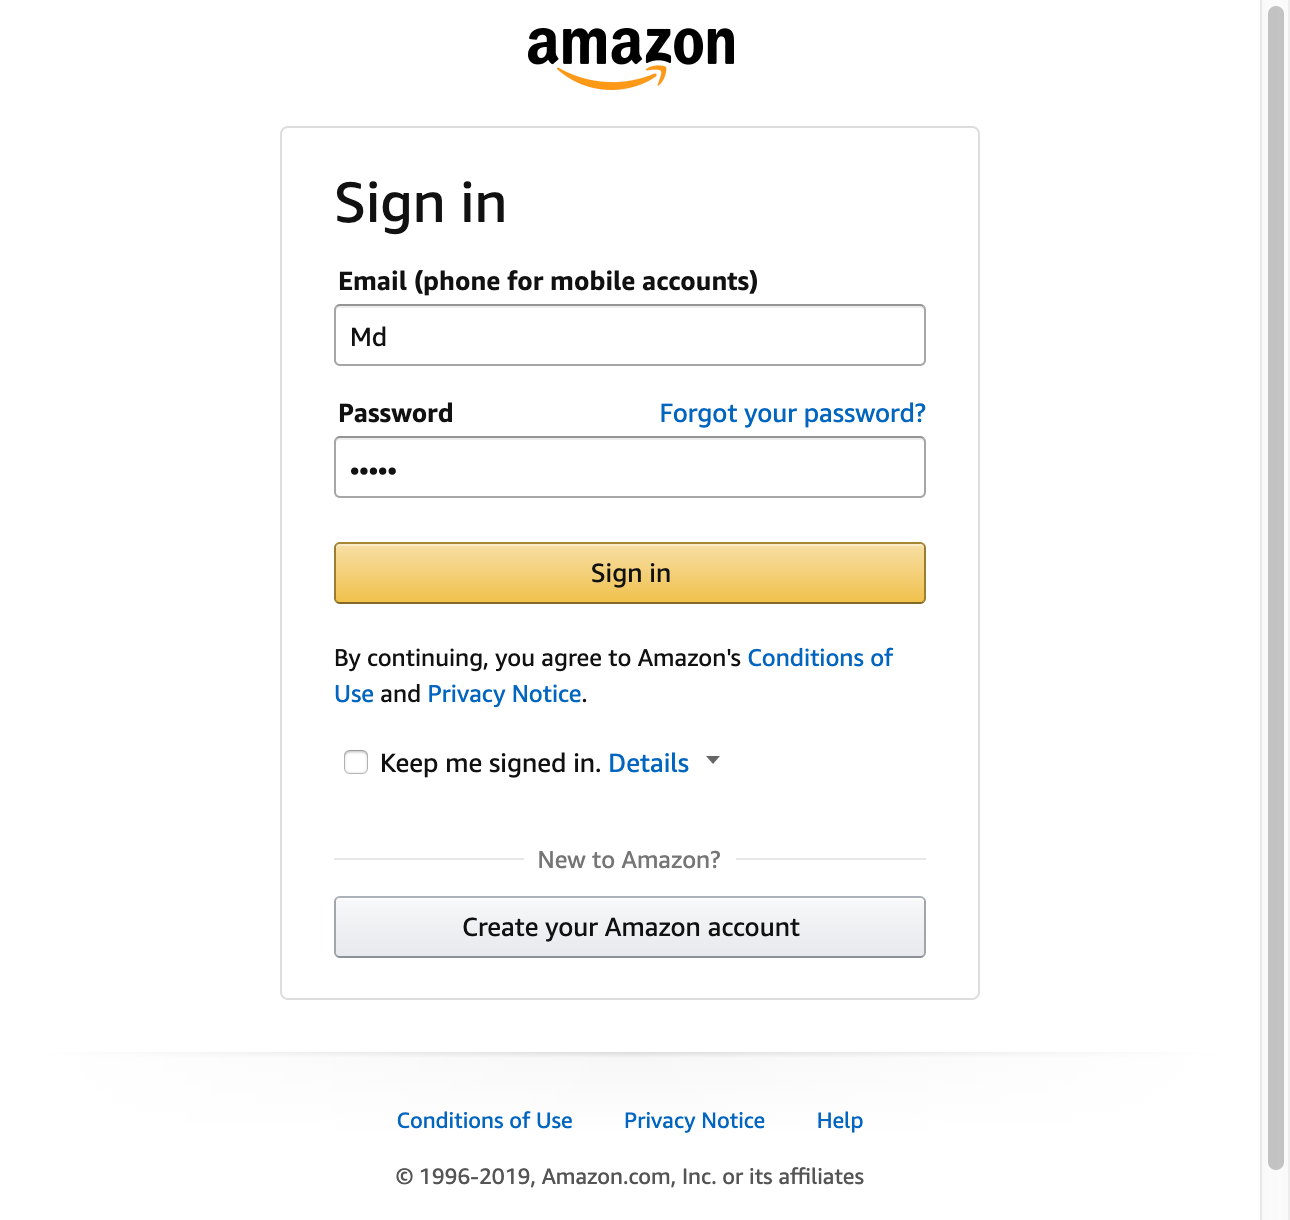 amazon
Sign in
Email (phone for mobile accounts)
Md
Password Forgot your password?
•••••
Sign in
By continuing, you agree to Amazon's Conditions of
Use and Privacy Notice.
Keep me signed in. Details
New to Amazon?
Create your Amazon account
Conditions of Use Privacy Notice Help
© 1996-2019, Amazon.com, Inc. or its affiliates